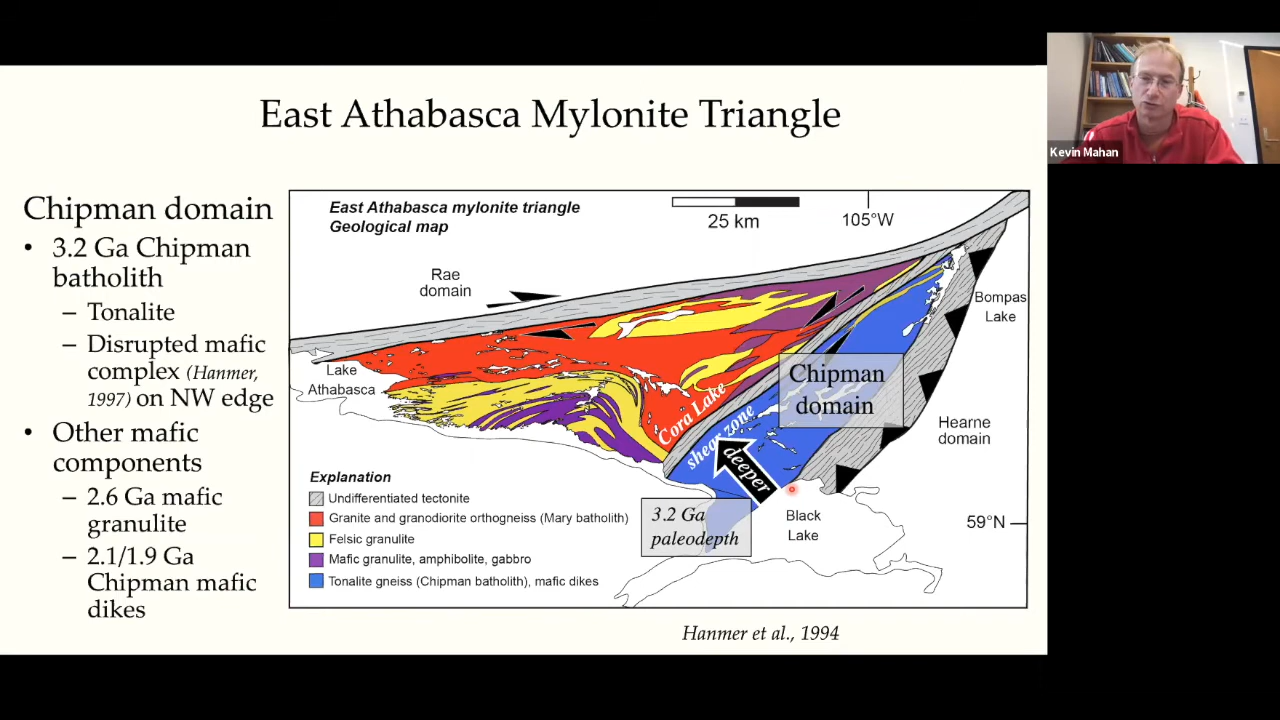 East Athabasca Mylonite Triangle
Kevin Mahan
Chipman domain
• 3.2 Ga Chipman
batholith
– Tonalite
– Disrupted mafic
complex (Hanmer,
1997) on NW edge
• Other mafic
components
– 2.6 Ga mafic
granulite
– 2.1/1.9 Ga
Chipman mafic
dikes
East Athabasca mylonite triangle
Geological map
25 km
105°W
Rae
domain
Bompas
Lake
Lake
Athabasca
Chipman
domain
Cora Lake
shear zone
Hearne
domain
deeper
Explanation
Undifferentiated tectonite
Granite and granodiorite orthogneiss (Mary batholith)
Felsic granulite
Mafic granulite, amphibolite, gabbro
Tonalite gneiss (Chipman batholith), mafic dikes
3.2 Ga
paleodepth
Black
Lake
59°N
Hanmer et al., 1994